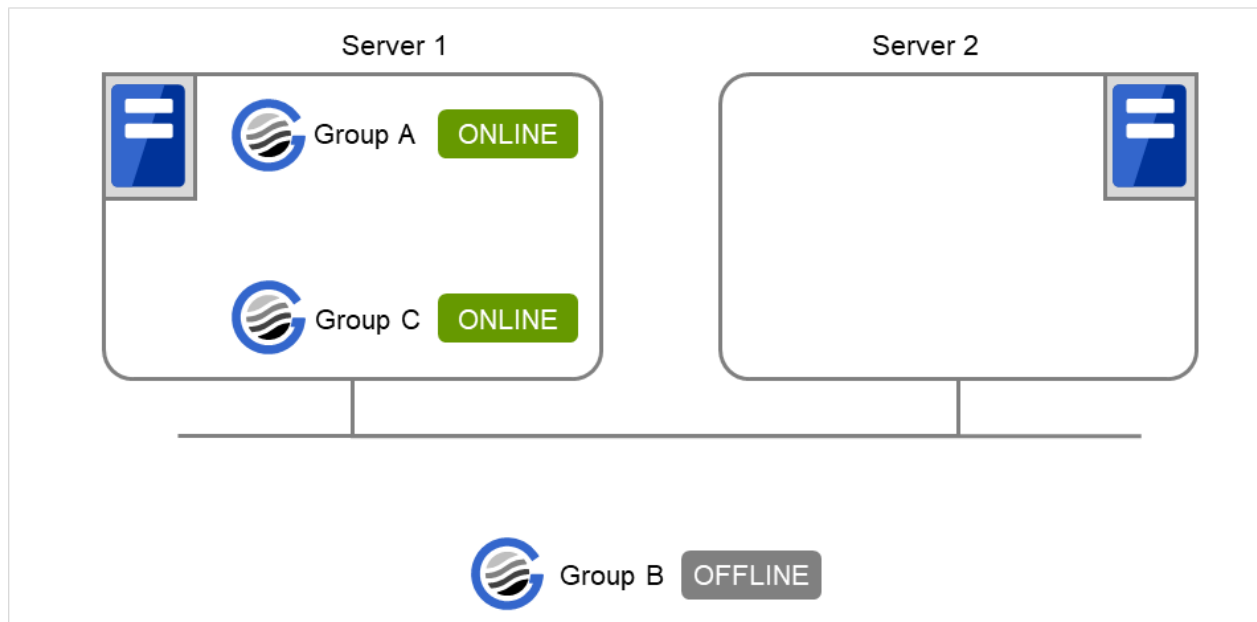 Server 1
Server 2
Group A ONLINE
Group C ONLINE
Group B OFFLINE